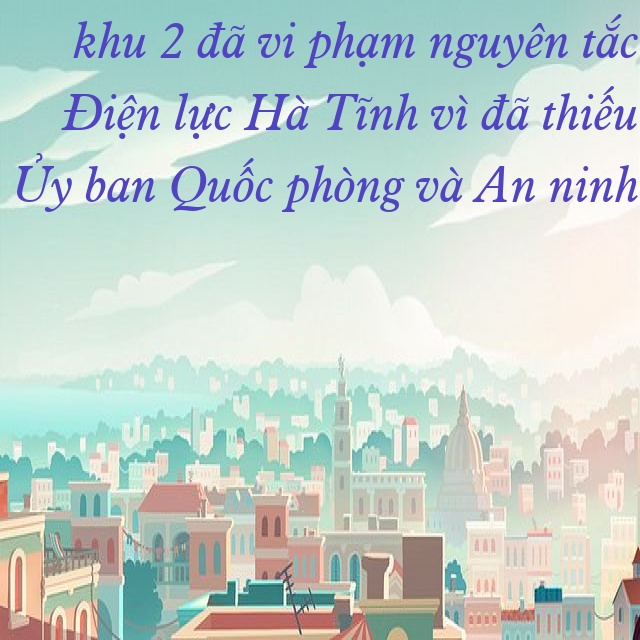 khu 2 đã vi phạm nguyên tắc
Điện lực Hà Tĩnh vì đã thiếu
Ủy ban Quốc phòng và An ninh